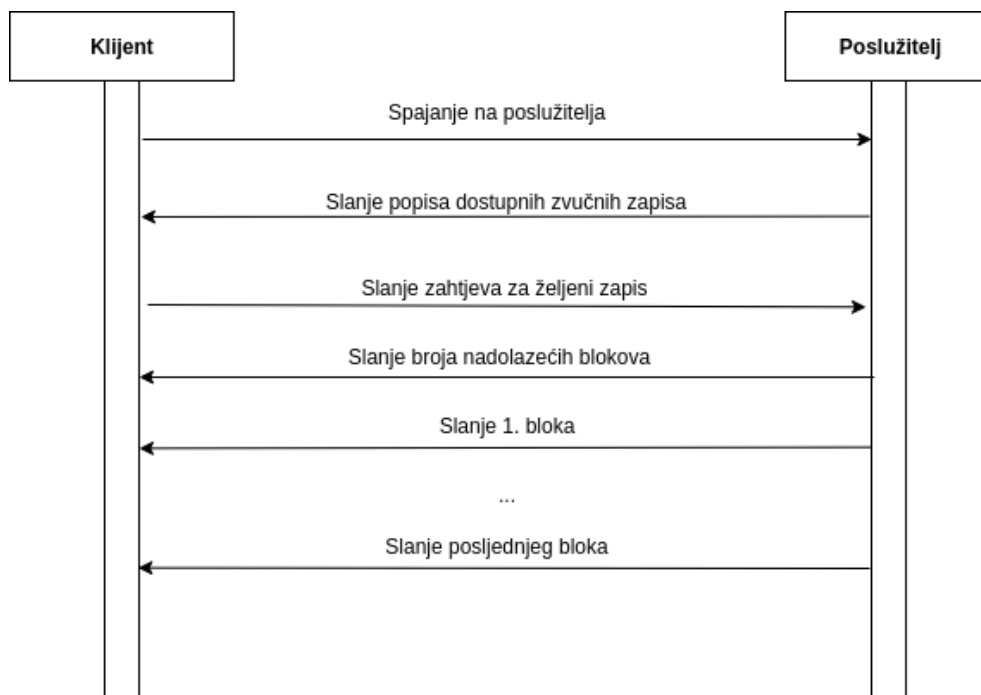 Klijent
Poslužitelj
Spajanje na poslužitelja
Slanje popisa dostupnih zvučnih zapisa
Slanje zahtjeva za željeni zapis
Slanje broja nadolazećih blokova
Slanje 1. bloka
...
Slanje posljednjeg bloka